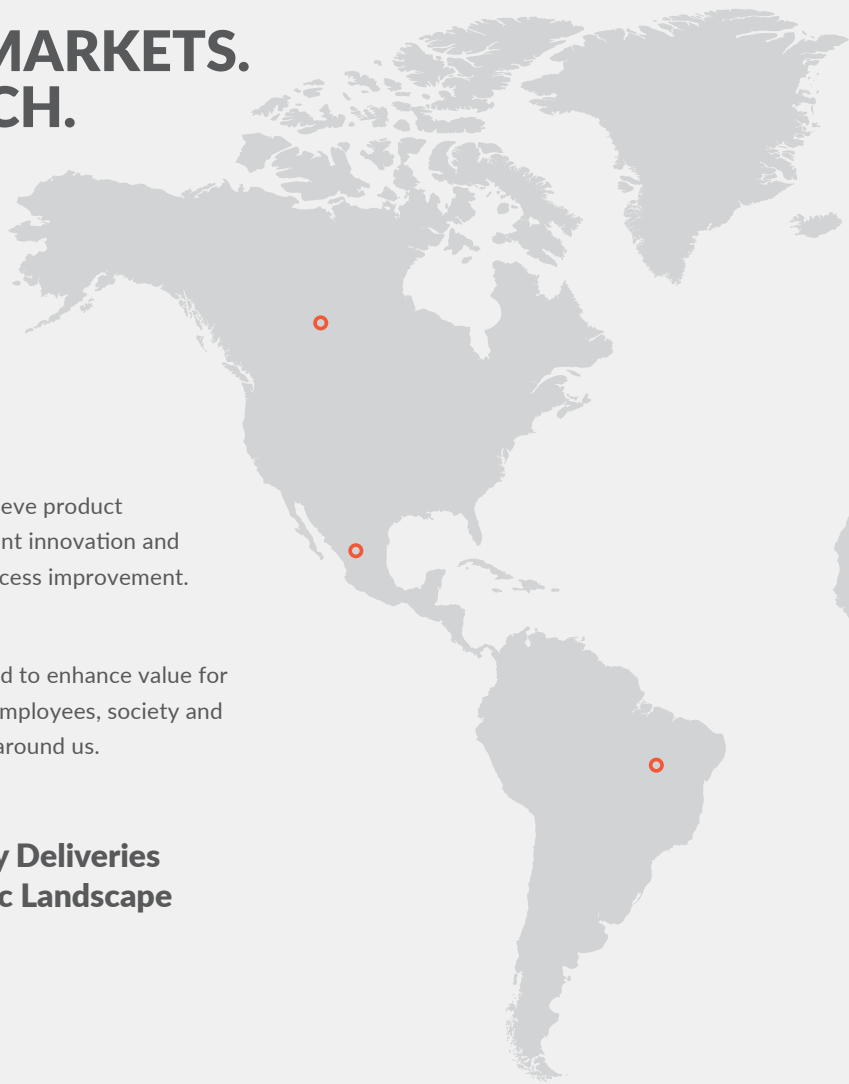 MARKETS.
CH.
eve product
nt innovation and
cess improvement.
d to enhance value for
mployees, society and
around us.
y Deliveries
c Landscape